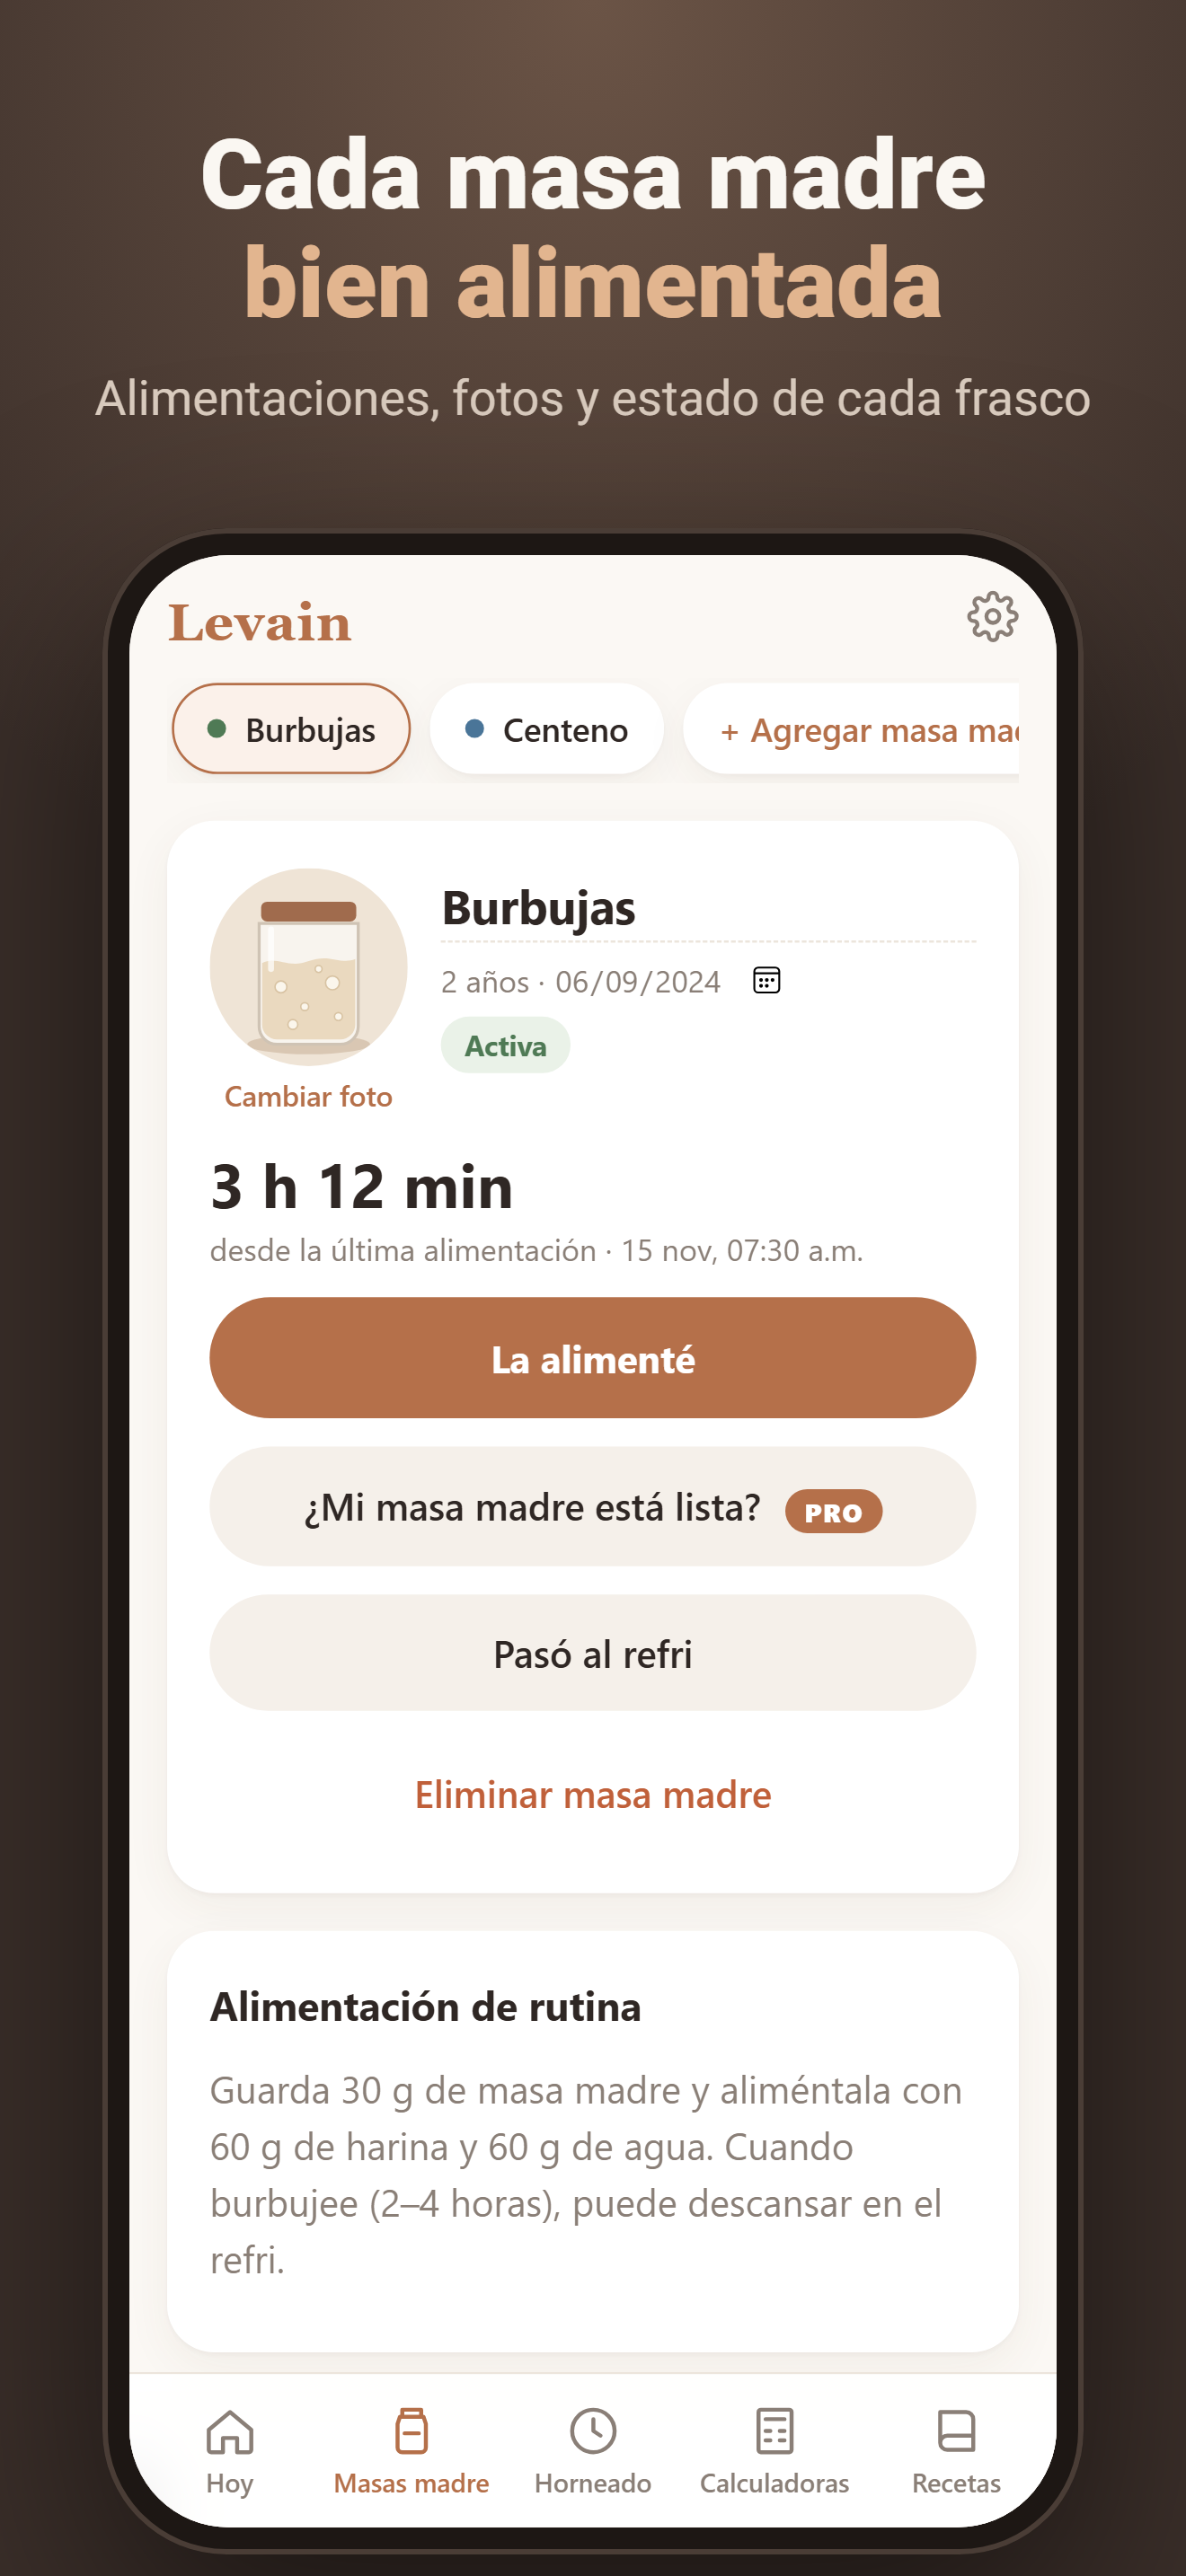 Cada masa madre
bien alimentada
Alimentaciones, fotos y estado de cada frasco
Levain
Burbujas
Centeno
+ Agregar masa mad
Burbujas
2 años · 06/09/2024
Activa
Cambiar foto
3 h 12 min
desde la última alimentación · 15 nov, 07:30 a.m.
La alimenté
¿Mi masa madre está lista? PRO
Pasó al refri
Eliminar masa madre
Alimentación de rutina
Guarda 30 g de masa madre y aliméntala con
60 g de harina y 60 g de agua. Cuando
burbujee (2–4 horas), puede descansar en el
refri.
Hoy
Masas madre
Horneado
Calculadoras
Recetas